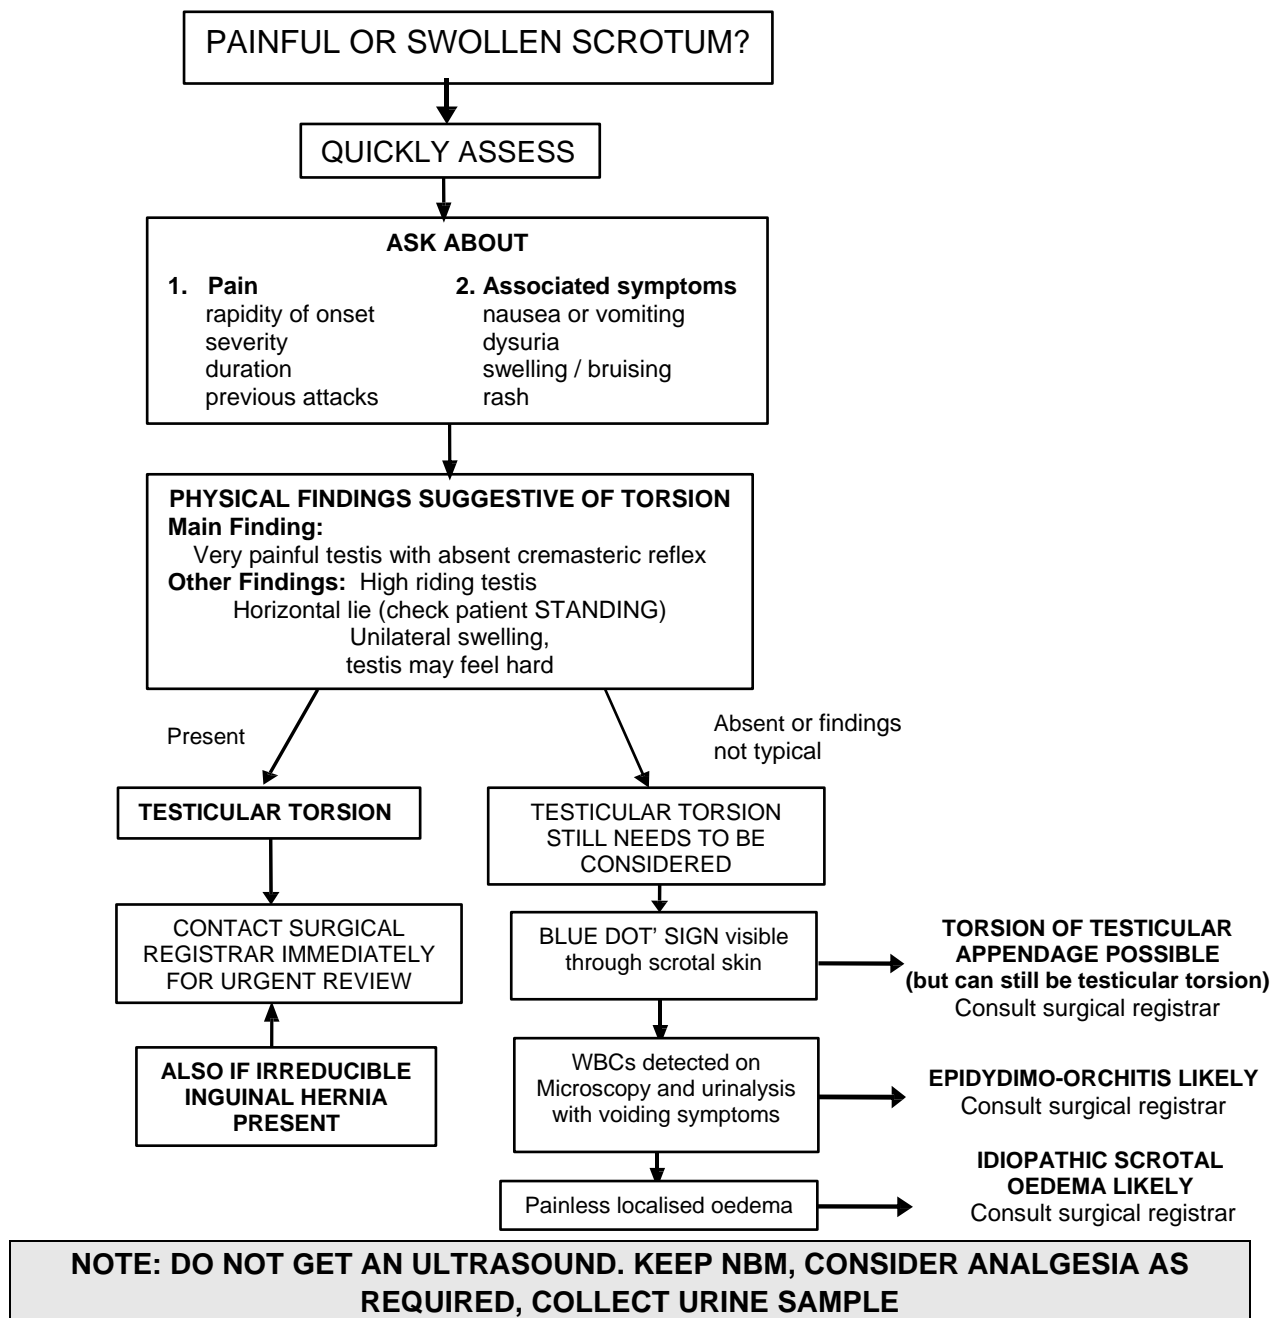 PAINFUL OR SWOLLEN SCROTUM?
QUICKLY ASSESS
ASK ABOUT
1. Pain
rapidity of onset
severity
duration
previous attacks
2. Associated symptoms
nausea or vomiting
dysuria
swelling / bruising
rash
PHYSICAL FINDINGS SUGGESTIVE OF TORSION
Main Finding:
Very painful testis with absent cremasteric reflex
Other Findings: High riding testis
Horizontal lie (check patient STANDING)
Unilateral swelling,
testis may feel hard
Present
Absent or findings
not typical
TESTICULAR TORSION
CONTACT SURGICAL
REGISTRAR IMMEDIATELY
FOR URGENT REVIEW
ALSO IF IRREDUCIBLE
INGUINAL HERNIA
PRESENT
TESTICULAR TORSION
STILL NEEDS TO BE
CONSIDERED
BLUE DOT’ SIGN visible
through scrotal skin
TORSION OF TESTICULAR
APPENDAGE POSSIBLE
(but can still be testicular torsion)
Consult surgical registrar
WBCs detected on
Microscopy and urinalysis
with voiding symptoms
EPIDYDIMO-ORCHITIS LIKELY
Consult surgical registrar
Painless localised oedema
IDIOPATHIC SCROTAL
OEDEMA LIKELY
Consult surgical registrar
NOTE: DO NOT GET AN ULTRASOUND. KEEP NBM, CONSIDER ANALGESIA AS
REQUIRED, COLLECT URINE SAMPLE